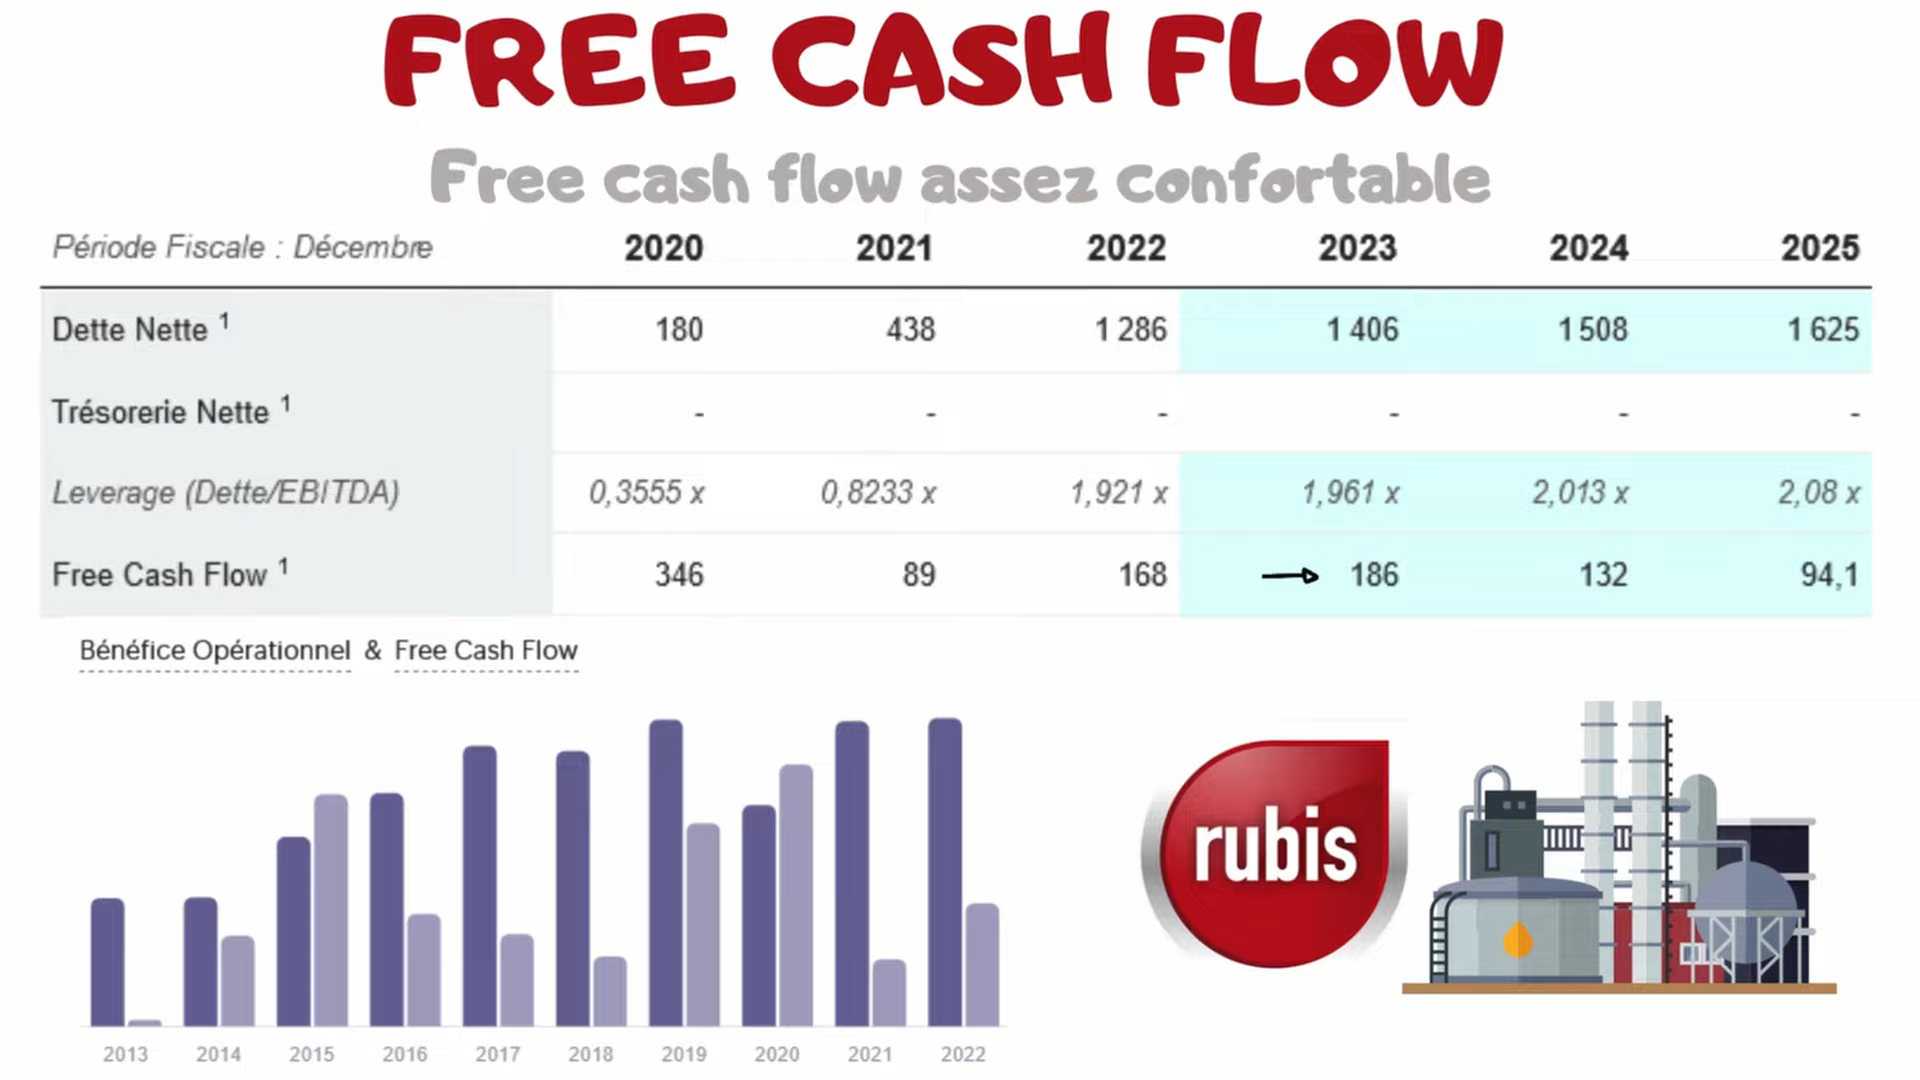 FREE CASH FLOW
Free cash flow assez confortable
Période Fiscale : Décembre 2020 2021 2022 2023 2024 2025
Dette Nette 1 180 438 1 286 1 406 1 508 1 625
Trésorerie Nette 1 - - - - - -
Leverage (Dette/EBITDA) 0,3555 x 0,8233 x 1,921 x 1,961 x 2,013 x 2,08 x
Free Cash Flow 1 346 89 168 186 132 94,1
Bénéfice Opérationnel & Free Cash Flow
rubis
2013 2014 2015 2016 2017 2018 2019 2020 2021 2022